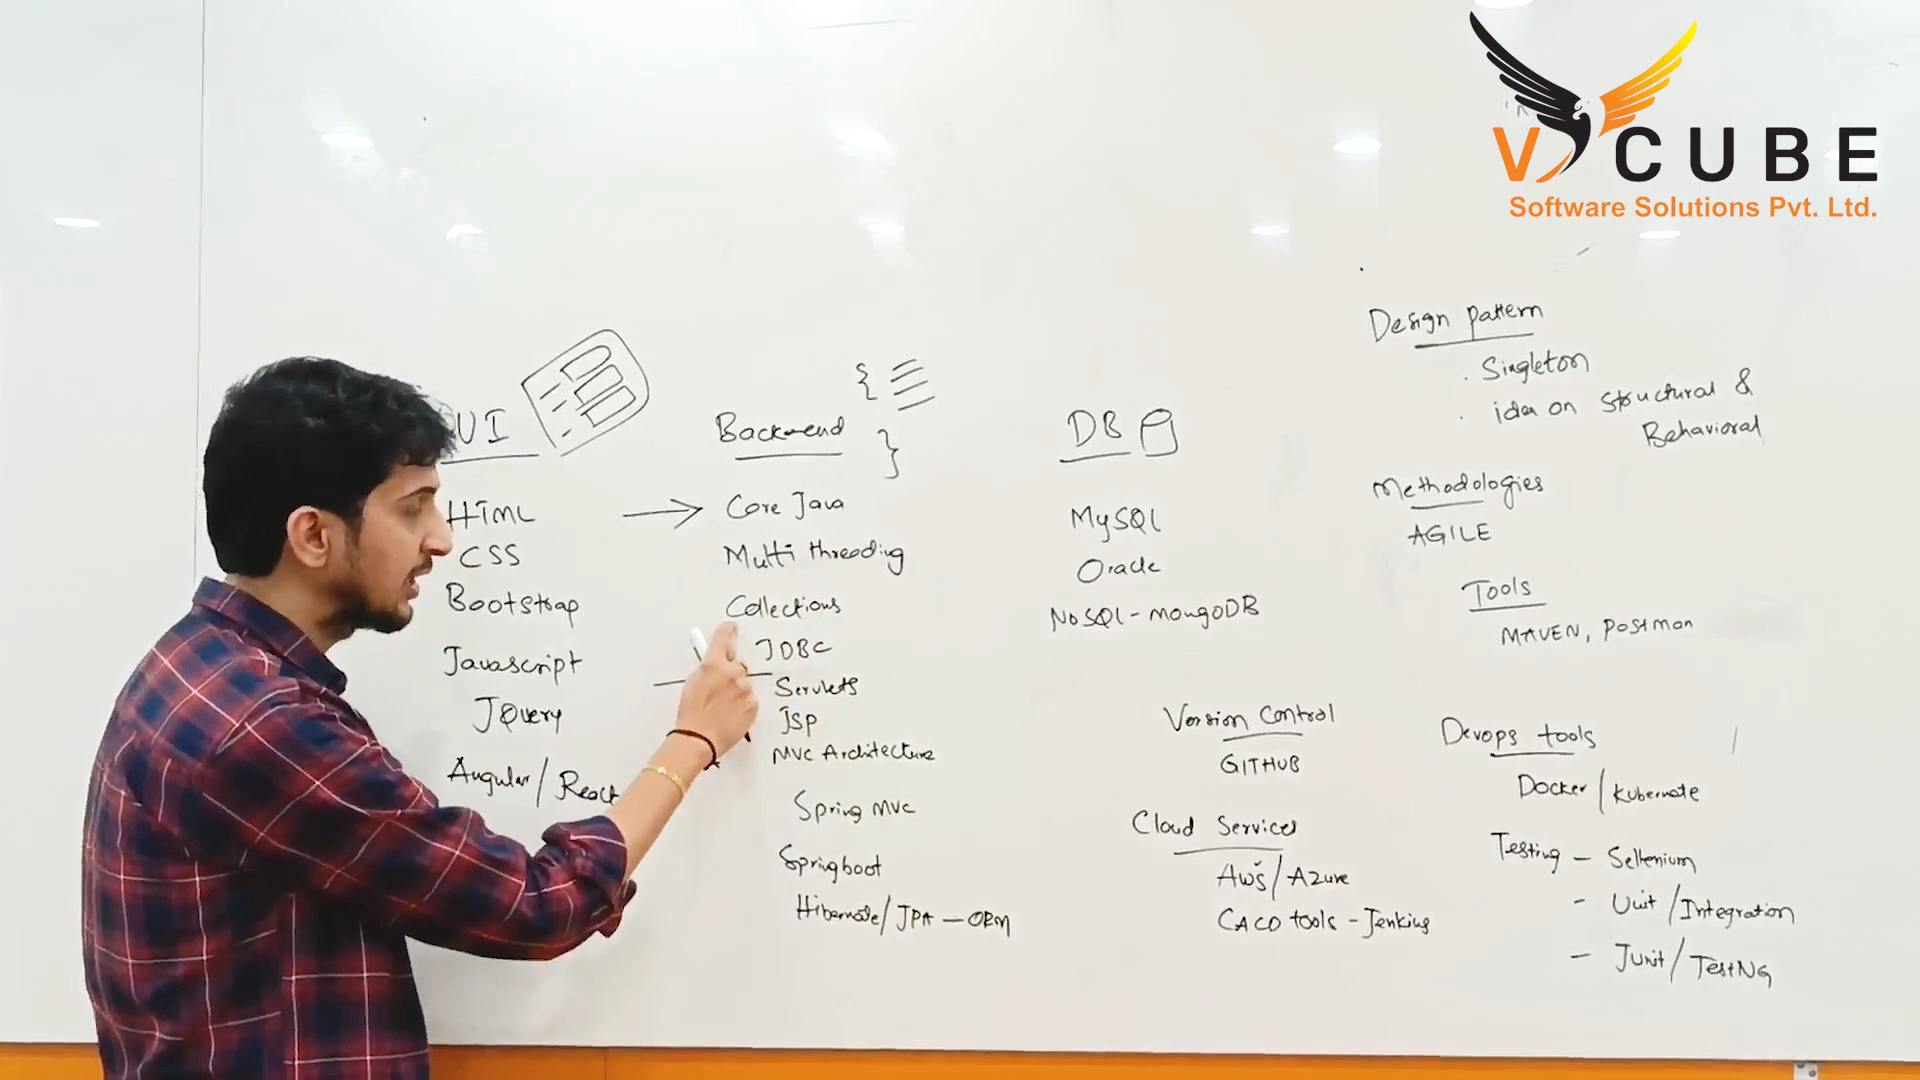 V CUBE
Software Solutions Pvt. Ltd.
UI
HTML
CSS
Bootstrap
Javascript
JQuery
Angular/React
Backend
Core Java
Multi threading
Collections
JDBC
Servlets
JSP
MVC Architecture
Spring MVC
Springboot
Hibernate/JPA - ORM
DB
MySQL
Oracle
NoSQL - mongoDB
Version Control
GITHUB
Cloud Services
AWS/Azure
CACD tools - Jenkins
Design pattern
. Singleton
. idea on Structural &
Behavioral
Methodologies
AGILE
Tools
MAVEN, Postman
Devops tools
Docker/Kubernate
Testing - Seltenium
- Unit/Integration
- Junit/TestNG